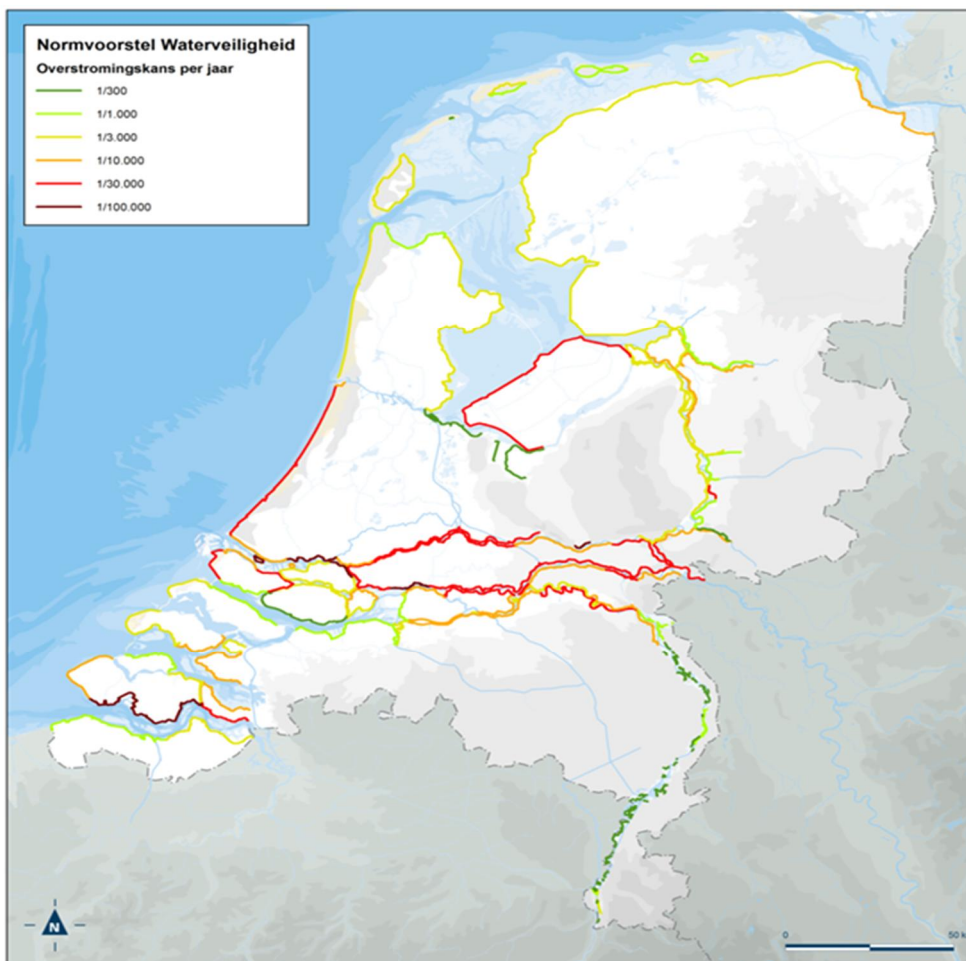 Normvoorstel Waterveiligheid
Overstromingskans per jaar
1/300
1/1.000
1/3.000
1/10.000
1/30.000
1/100.000
N
0 50 k